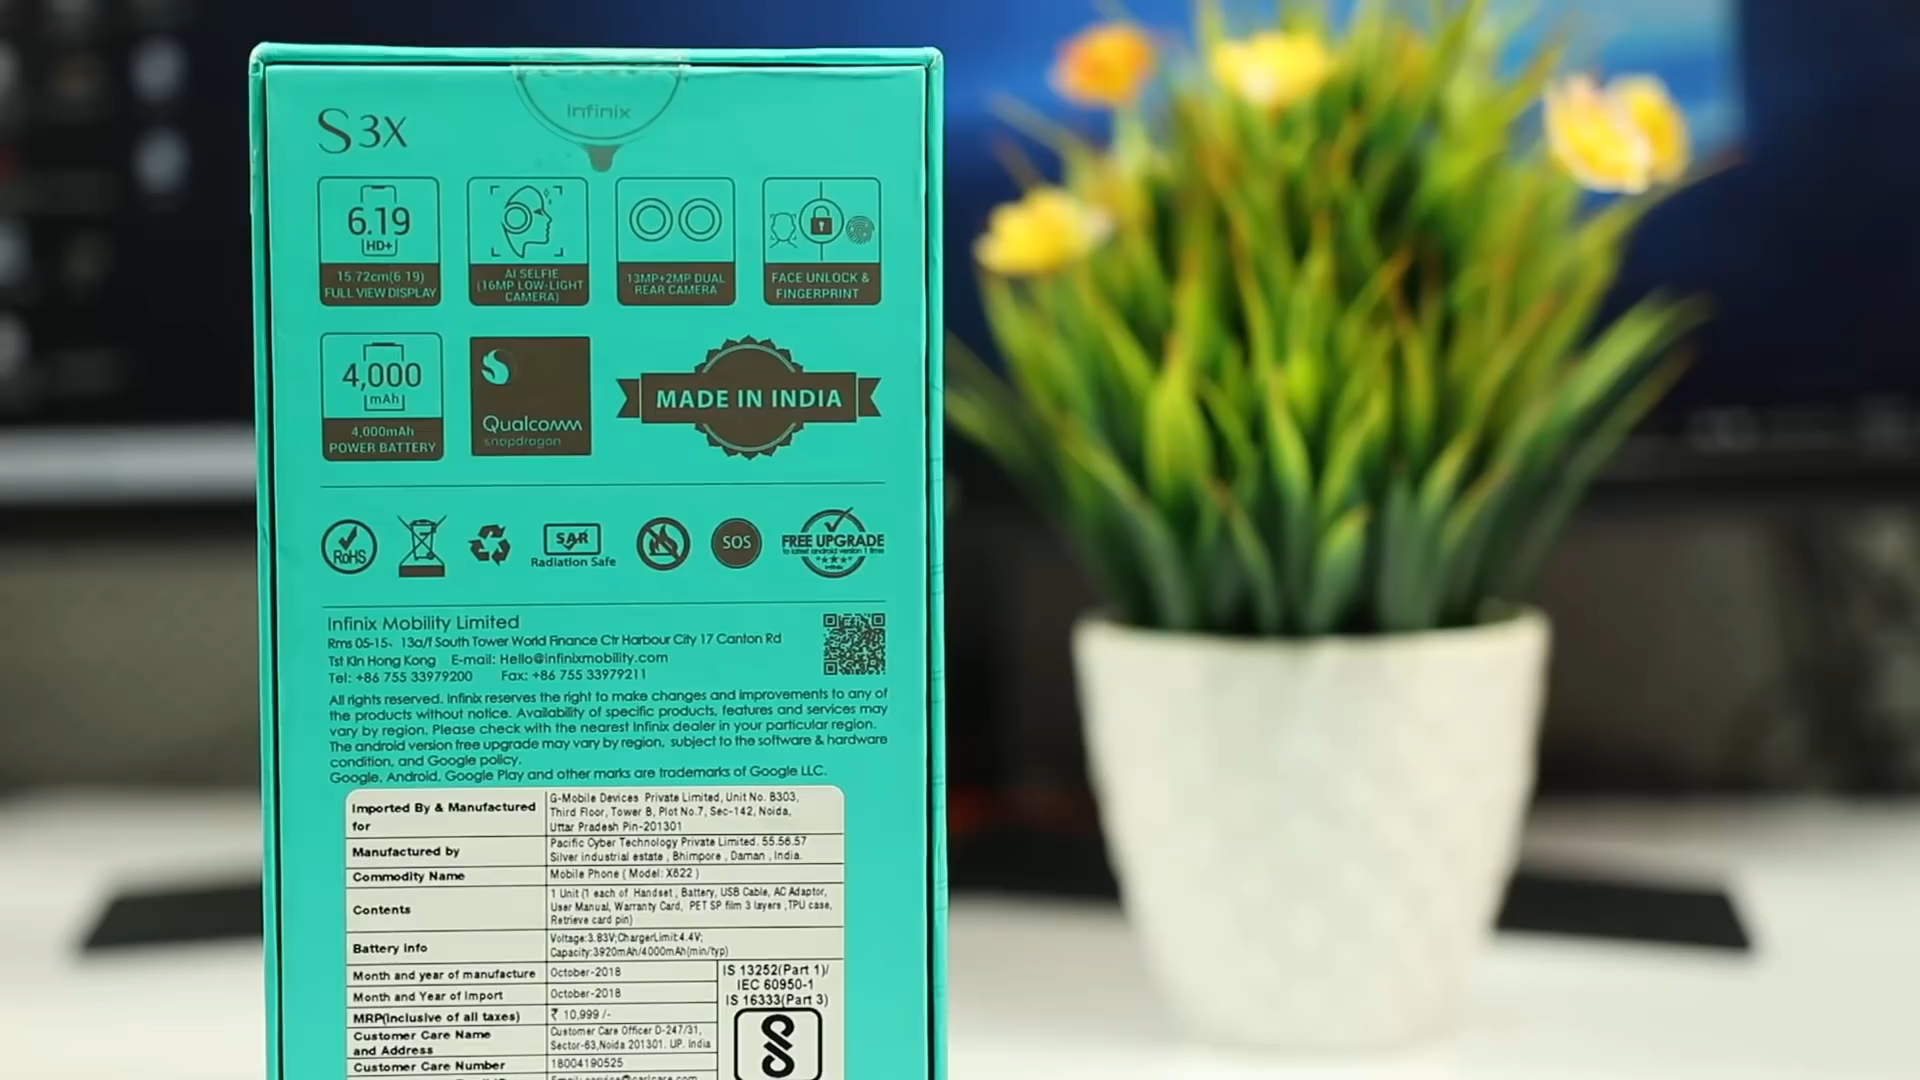 Infinix
S3X
6.19
HD+
15.72cm(6.19)
FULL VIEW DISPLAY
AI SELFIE
(16MP LOW-LIGHT
CAMERA)
13MP+2MP DUAL
REAR CAMERA
FACE UNLOCK &
FINGERPRINT
4,000
mAh
4,000mAh
POWER BATTERY
Qualcomm
snapdragon
MADE IN INDIA
RoHS
SAR
Radiation Safe
SOS
FREE UPGRADE
to latest android version 1 time
Infinix
Infinix Mobility Limited
Rms 05-15、13a/f South Tower World Finance Ctr Harbour City 17 Canton Rd
Tst Kln Hong Kong E-mail: Hello@infinixmobility.com
Tel: +86 755 33979200 Fax: +86 755 33979211
All rights reserved. Infinix reserves the right to make changes and improvements to any of
the products without notice. Availability of specific products, features and services may
vary by region. Please check with the nearest Infinix dealer in your particular region.
The android version free upgrade may vary by region, subject to the software & hardware
condition, and Google policy.
Google, Android, Google Play and other marks are trademarks of Google LLC.
Imported By & Manufactured
for
G-Mobile Devices Private Limited, Unit No. B303,
Third Floor, Tower B, Plot No.7, Sec-142, Noida,
Uttar Pradesh Pin-201301
Manufactured by
Pacific Cyber Technology Private Limited. 55.56.57
Silver industrial estate , Bhimpore , Daman , India.
Commodity Name
Mobile Phone ( Model: X622 )
Contents
1 Unit (1 each of Handset , Battery, USB Cable, AC Adaptor,
User Manual, Warranty Card, PET SP film 3 layers ,TPU case,
Retrieve card pin)
Battery Info
Voltage:3.83V;ChargerLimit:4.4V;
Capacity:3920mAh/4000mAh(min/typ)
Month and year of manufacture
October-2018
Month and Year of Import
October-2018
MRP(Inclusive of all taxes)
₹ 10,999 /-
Customer Care Name
and Address
Customer Care Officer D-247/31,
Sector-63,Noida 201301. UP. India
Customer Care Number
18004190525
IS 13252(Part 1)/
IEC 60950-1
IS 16333(Part 3)